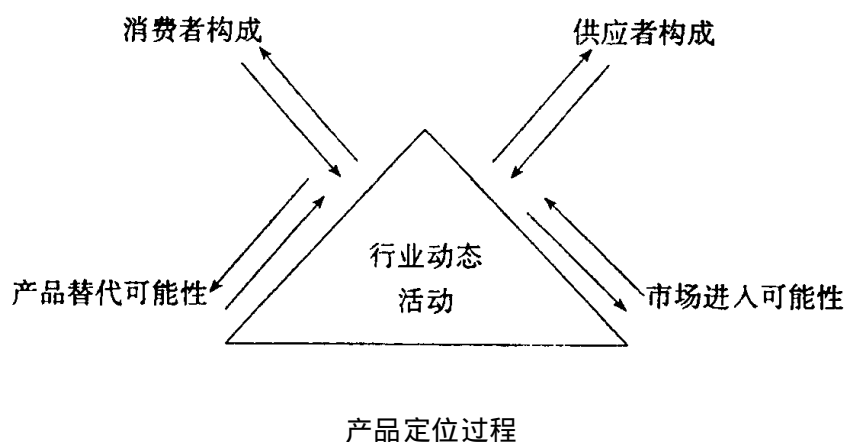 消费者构成
供应者构成
行业动态
活动
产品替代可能性
市场进入可能性
产品定位过程